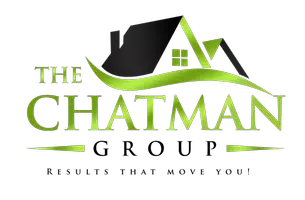 THE
CHATMAN
GROUP
RESULTS THAT MOVE YOU!